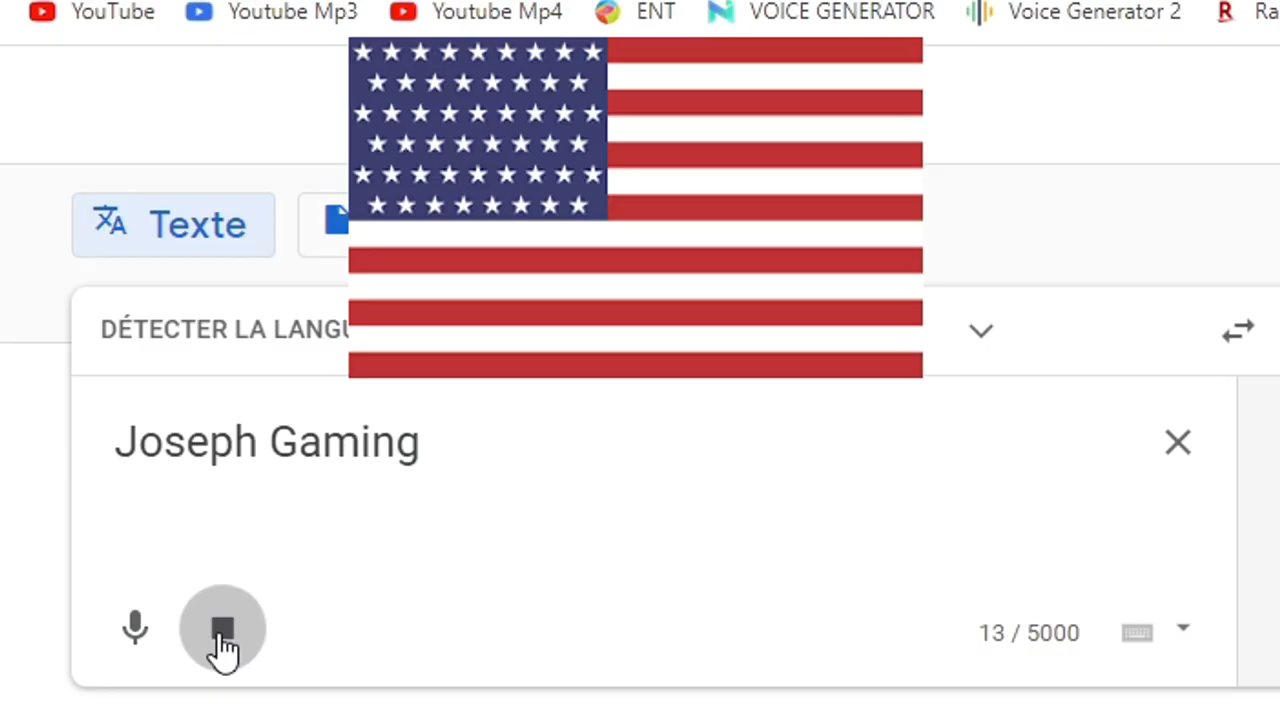 YouTube Youtube Mp3 Youtube Mp4 ENT VOICE GENERATOR Voice Generator 2 Ra
Texte
DÉTECTER LA LANGU
Joseph Gaming
13 / 5000